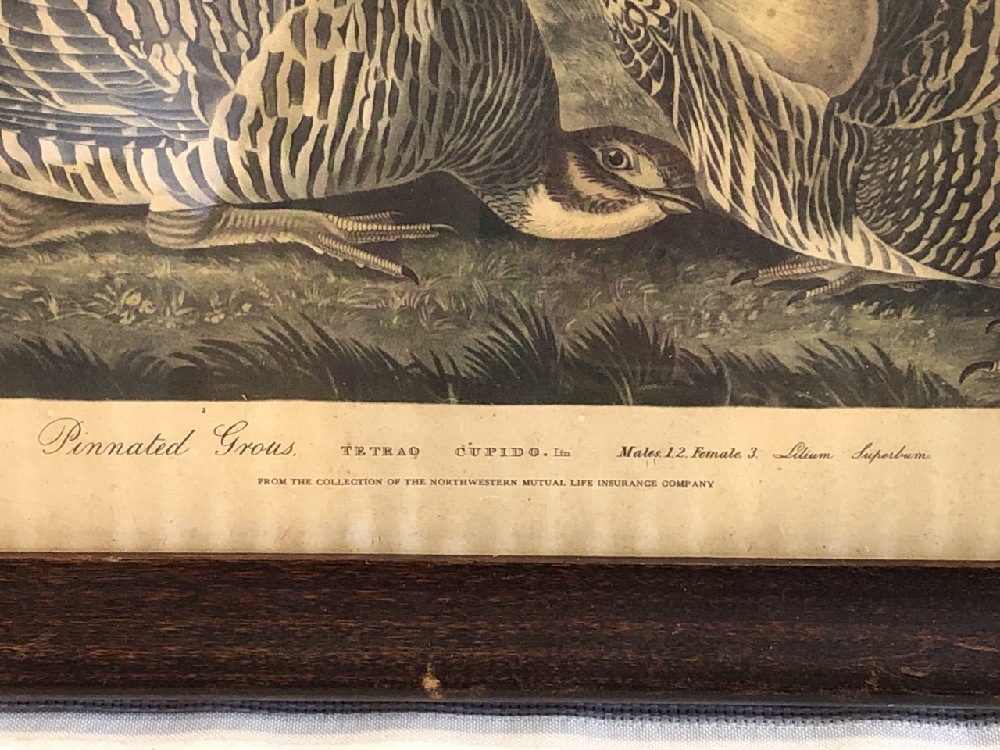 Pinnated Grous, TETRAO CUPIDO. Lin Males, 1.2. Female. 3. Lilium Superbum.
FROM THE COLLECTION OF THE NORTHWESTERN MUTUAL LIFE INSURANCE COMPANY